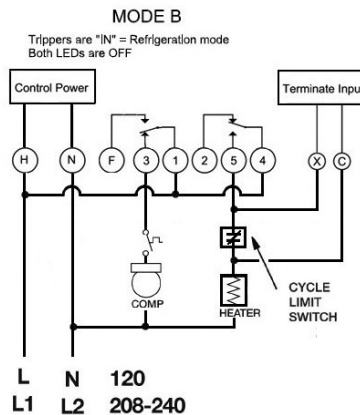 MODE B
Trippers are "IN" = Refrigeration mode
Both LEDs are OFF
Control Power
Terminate Input
H
N
F
3
1
2
5
4
X
C
COMP
HEATER
CYCLE
LIMIT
SWITCH
L N 120
L1 L2 208-240